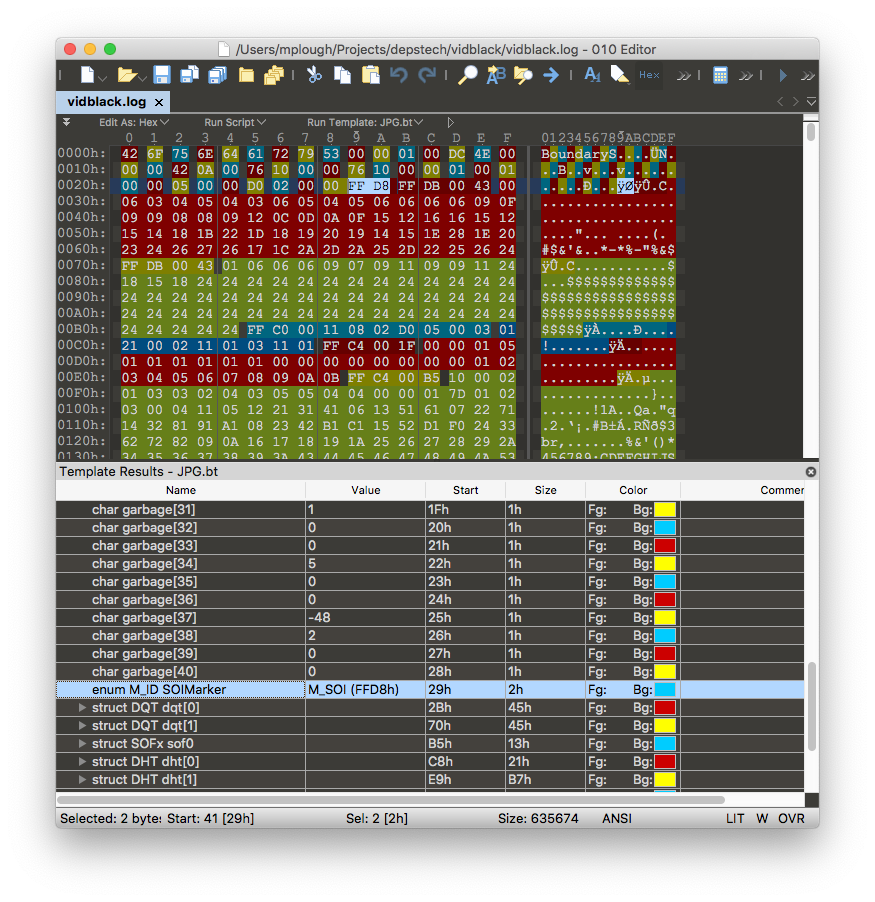 /Users/mplough/Projects/depstech/vidblack/vidblack.log - 010 Editor
Hex
vidblack.log
Edit As: Hex Run Script Run Template: JPG.bt
0 1 2 3 4 5 6 7 8 9 A B C D E F 0123456789ABCDEF
0000h: 42 6F 75 6E 64 61 72 79 53 00 00 01 00 DC 4E 00 BoundaryS....ÜN.
0010h: 00 00 42 0A 00 76 10 00 00 76 10 00 00 01 00 01 ..B..v...v......
0020h: 00 00 05 00 00 D0 02 00 00 FF D8 FF DB 00 43 00 .....Ð...ÿØÿÛ.C.
0030h: 06 03 04 05 04 03 06 05 04 05 06 06 06 06 09 0F ................
0040h: 09 09 08 08 09 12 0C 0D 0A 0F 15 12 16 16 15 12 ................
0050h: 15 14 18 1B 22 1D 18 19 20 19 14 15 1E 28 1E 20 ...."... ....(.
0060h: 23 24 26 27 26 17 1C 2A 2D 2A 25 2D 22 25 26 24 #$&'&..*-*%-"%&$
0070h: FF DB 00 43 01 06 06 06 09 07 09 11 09 09 11 24 ÿÛ.C...........$
0080h: 18 15 18 24 24 24 24 24 24 24 24 24 24 24 24 24 ...$$$$$$$$$$$$$
0090h: 24 24 24 24 24 24 24 24 24 24 24 24 24 24 24 24 $$$$$$$$$$$$$$$$
00A0h: 24 24 24 24 24 24 24 24 24 24 24 24 24 24 24 24 $$$$$$$$$$$$$$$$
00B0h: 24 24 24 24 24 FF C0 00 11 08 02 D0 05 00 03 01 $$$$$ÿÀ....Ð....
00C0h: 21 00 02 11 01 03 11 01 FF C4 00 1F 00 00 01 05 !.......ÿÄ......
00D0h: 01 01 01 01 01 01 00 00 00 00 00 00 00 00 01 02 ................
00E0h: 03 04 05 06 07 08 09 0A 0B FF C4 00 B5 10 00 02 .........ÿÄ.µ...
00F0h: 01 03 03 02 04 03 05 05 04 04 00 00 01 7D 01 02 .............}..
0100h: 03 00 04 11 05 12 21 31 41 06 13 51 61 07 22 71 ......!1A..Qa."q
0110h: 14 32 81 91 A1 08 23 42 B1 C1 15 52 D1 F0 24 33 .2.‘¡.#B±Á.RÑð$3
0120h: 62 72 82 09 0A 16 17 18 19 1A 25 26 27 28 29 2A br‚.......%&'()*
0130h: 34 35 36 37 38 39 3A 43 44 45 46 47 48 49 4A 53 456789:CDEFGHIJS
Template Results - JPG.bt
Name Value Start Size Color Commer
char garbage[31] 1 1Fh 1h Fg: Bg:
char garbage[32] 0 20h 1h Fg: Bg:
char garbage[33] 0 21h 1h Fg: Bg:
char garbage[34] 5 22h 1h Fg: Bg:
char garbage[35] 0 23h 1h Fg: Bg:
char garbage[36] 0 24h 1h Fg: Bg:
char garbage[37] -48 25h 1h Fg: Bg:
char garbage[38] 2 26h 1h Fg: Bg:
char garbage[39] 0 27h 1h Fg: Bg:
char garbage[40] 0 28h 1h Fg: Bg:
enum M_ID SOIMarker M_SOI (FFD8h) 29h 2h Fg: Bg:
struct DQT dqt[0] 2Bh 45h Fg: Bg:
struct DQT dqt[1] 70h 45h Fg: Bg:
struct SOFx sof0 B5h 13h Fg: Bg:
struct DHT dht[0] C8h 21h Fg: Bg:
struct DHT dht[1] E9h B7h Fg: Bg:
Selected: 2 bytes Start: 41 [29h] Sel: 2 [2h] Size: 635674 ANSI LIT W OVR